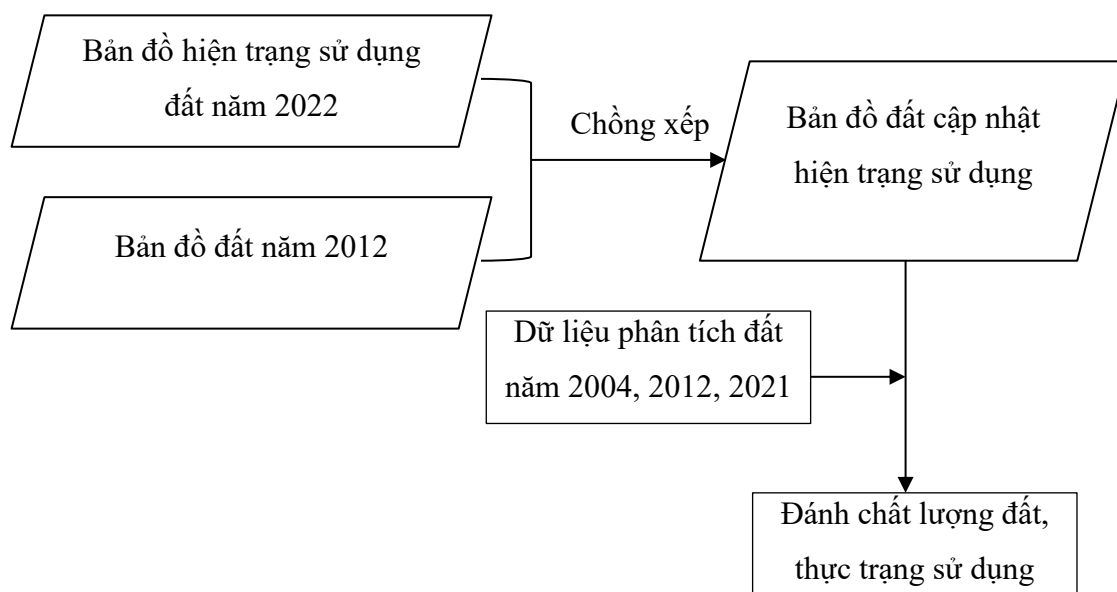 Bản đồ hiện trạng sử dụng
đất năm 2022
Chồng xếp
Bản đồ đất cập nhật
hiện trạng sử dụng
Bản đồ đất năm 2012
Dữ liệu phân tích đất
năm 2004, 2012, 2021
Đánh chất lượng đất,
thực trạng sử dụng